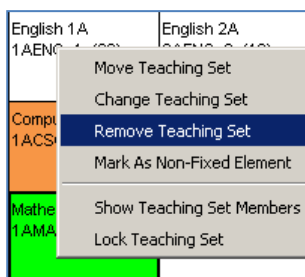 English 1A
English 2A
1AENG
Move Teaching Set
Change Teaching Set
Remove Teaching Set
Mark As Non-Fixed Element
Show Teaching Set Members
Lock Teaching Set